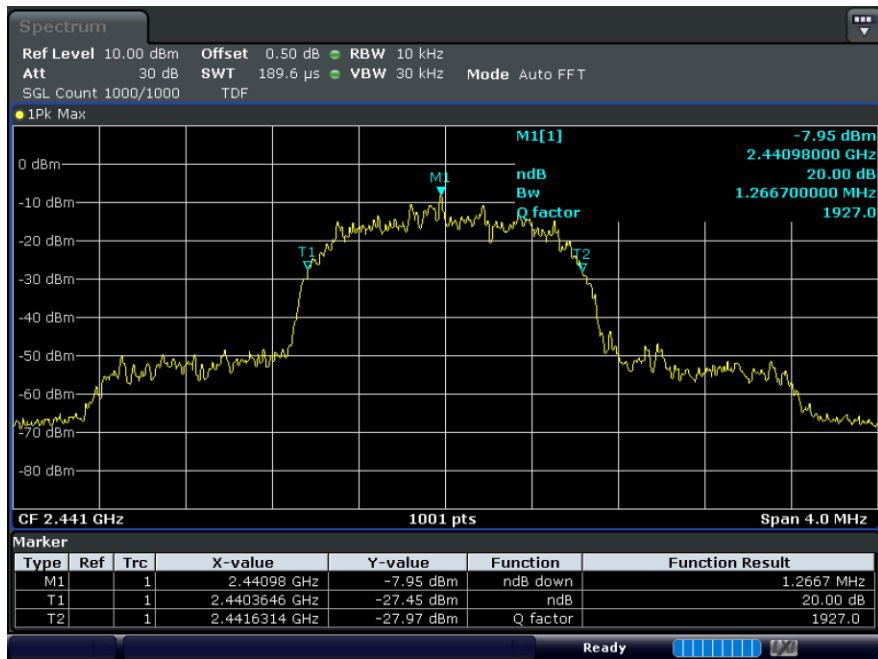 Spectrum
Ref Level 10.00 dBm Offset 0.50 dB RBW 10 kHz
Att 30 dB SWT 189.6 µs VBW 30 kHz Mode Auto FFT
SGL Count 1000/1000 TDF
1Pk Max
M1[1] -7.95 dBm
2.44098000 GHz
0 dBm
ndB 20.00 dB
M1
Bw 1.266700000 MHz
-10 dBm
Q factor 1927.0
-20 dBm
T1 T2
-30 dBm
-40 dBm
-50 dBm
-60 dBm
-70 dBm
-80 dBm
CF 2.441 GHz 1001 pts Span 4.0 MHz
Marker
Type Ref Trc X-value Y-value Function Function Result
M1 1 2.44098 GHz -7.95 dBm ndB down 1.2667 MHz
T1 1 2.4403646 GHz -27.45 dBm ndB 20.00 dB
T2 1 2.4416314 GHz -27.97 dBm Q factor 1927.0
Ready